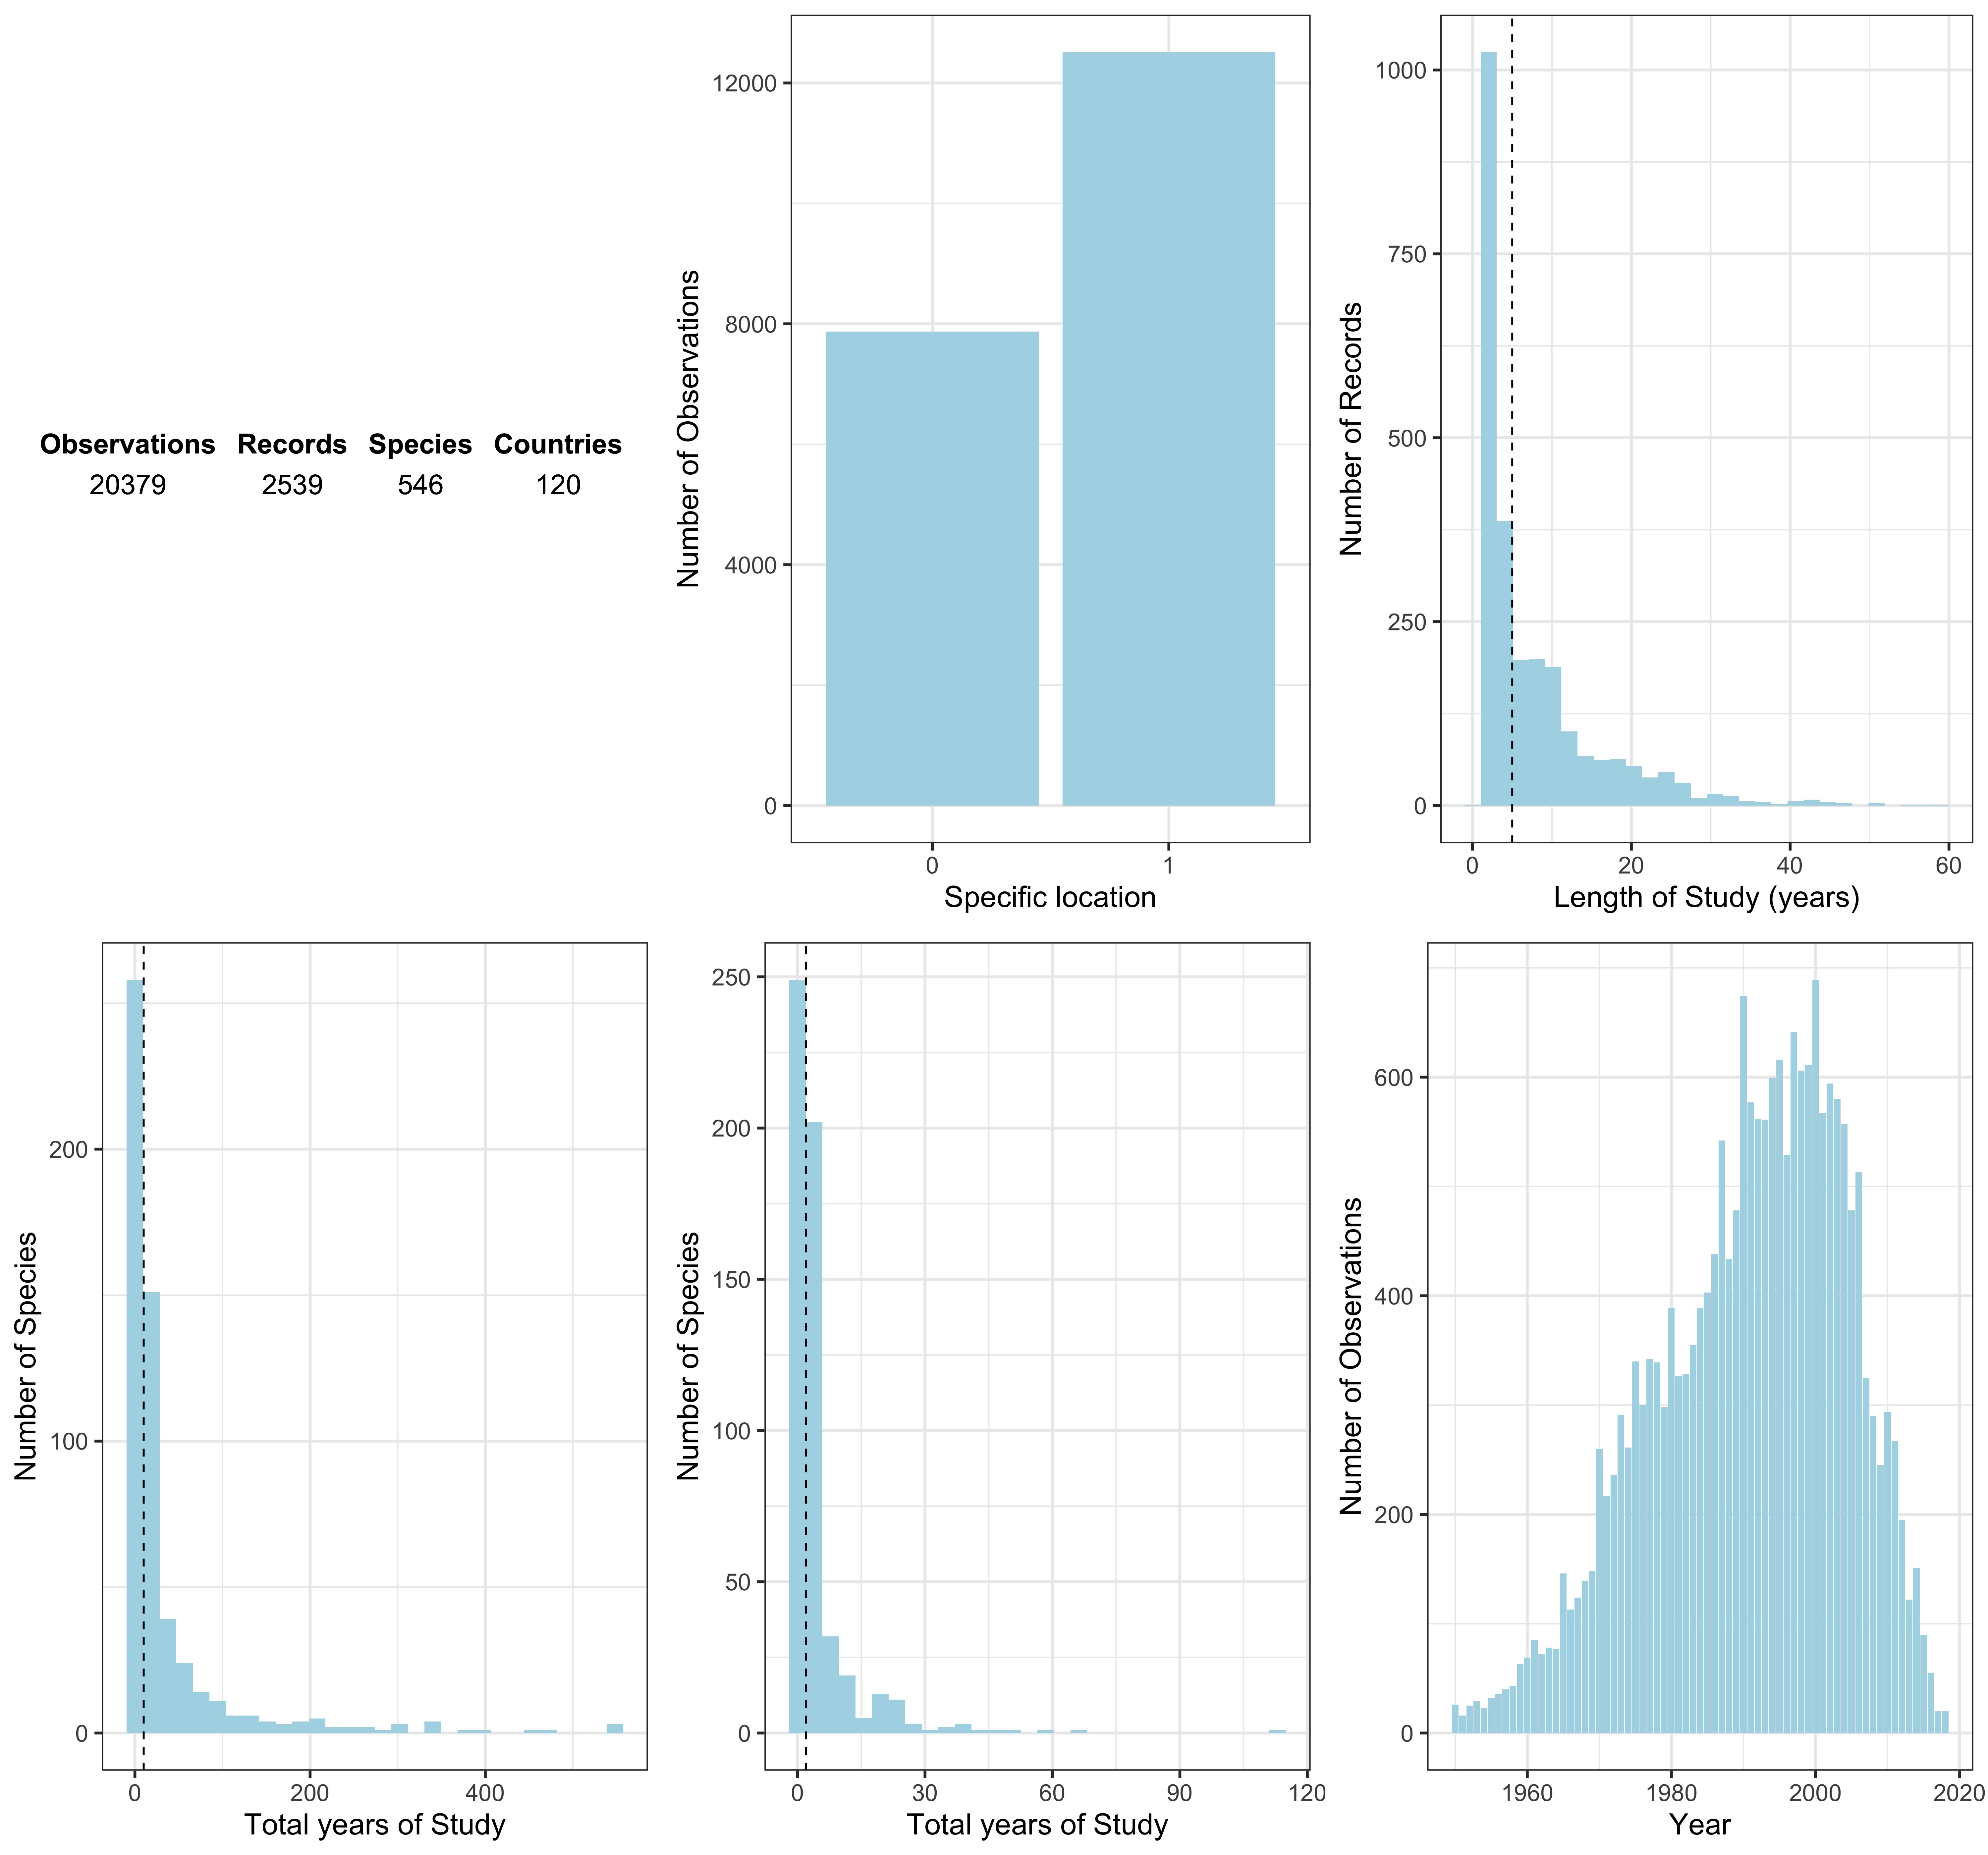 Observations Records Species Countries
20379 2539 546 120
Number of Observations
12000
8000
4000
0
0 1
Specific location
Number of Records
1000
750
500
250
0
0 20 40 60
Length of Study (years)
Number of Species
200
100
0
0 200 400
Total years of Study
Number of Species
250
200
150
100
50
0
0 30 60 90 120
Total years of Study
Number of Observations
600
400
200
0
1960 1980 2000 2020
Year